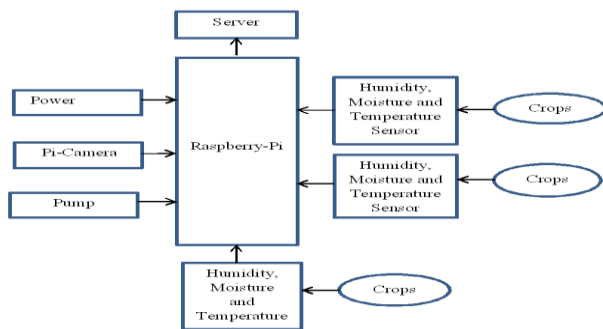 Server
Power
Pi-Camera
Pump
Raspberry-Pi
Humidity,
Moisture and
Temperature
Sensor
Crops
Humidity,
Moisture and
Temperature
Sensor
Crops
Humidity,
Moisture
and
Temperature
Crops